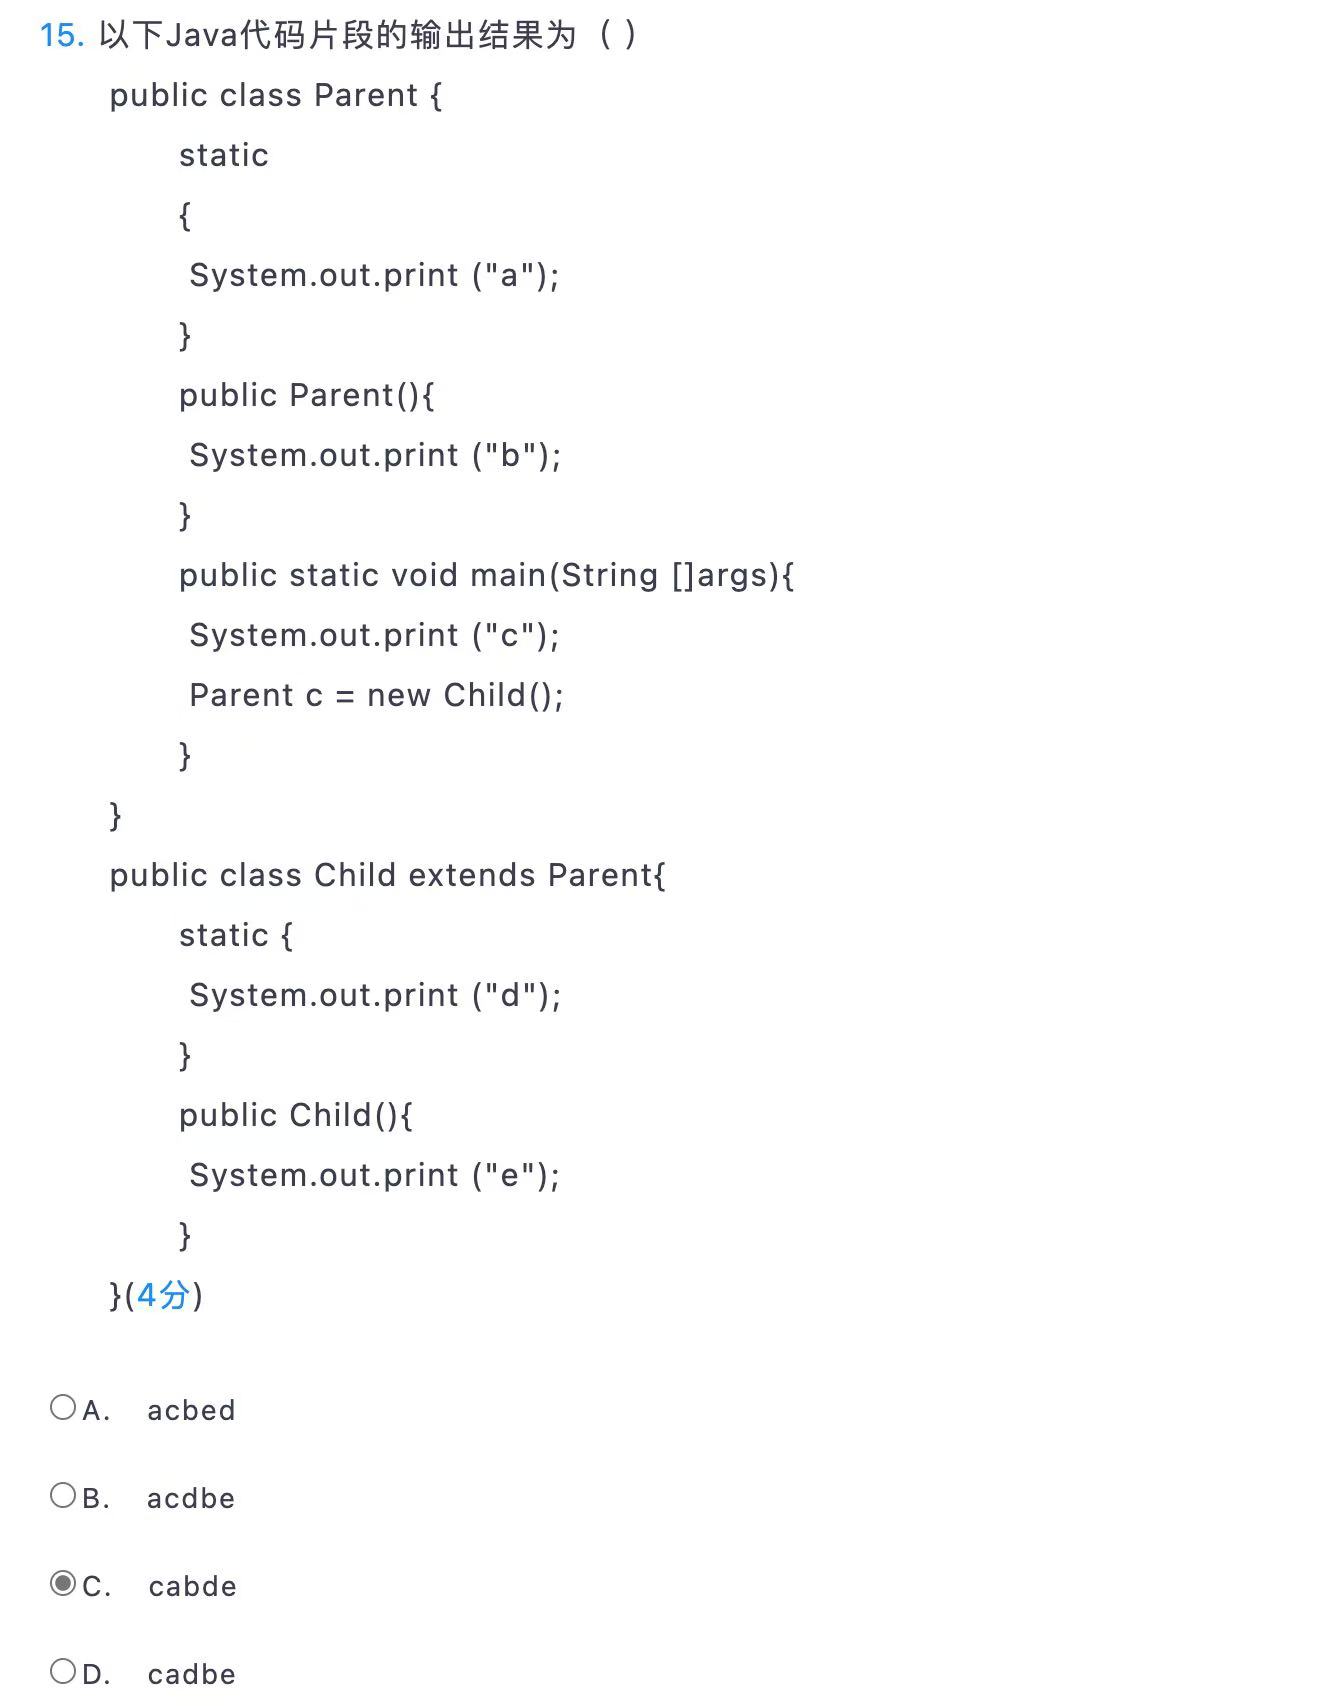 15. 以下Java代码片段的输出结果为（ ）
public class Parent {
static
{
System.out.print ("a");
}
public Parent(){
System.out.print ("b");
}
public static void main(String []args){
System.out.print ("c");
Parent c = new Child();
}
}
public class Child extends Parent{
static {
System.out.print ("d");
}
public Child(){
System.out.print ("e");
}
}(4分)
A. acbed
B. acdbe
C. cabde
D. cadbe